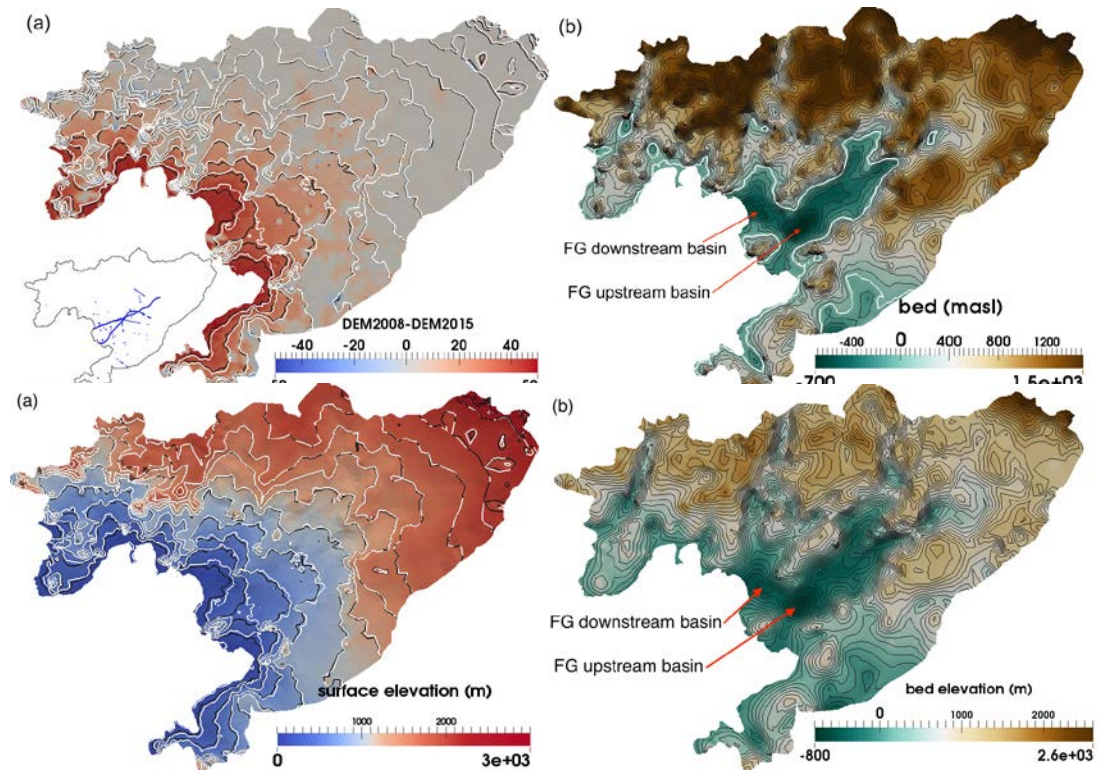 (a)
DEM2008-DEM2015
-40 -20 0 20 40
(b)
FG downstream basin
FG upstream basin
bed (masl)
-400 0 400 800 1200
-700 1.5e+03
(a)
surface elevation (m)
1000 2000
0 3e+03
(b)
FG downstream basin
FG upstream basin
bed elevation (m)
0 1000 2000
-800 2.6e+03